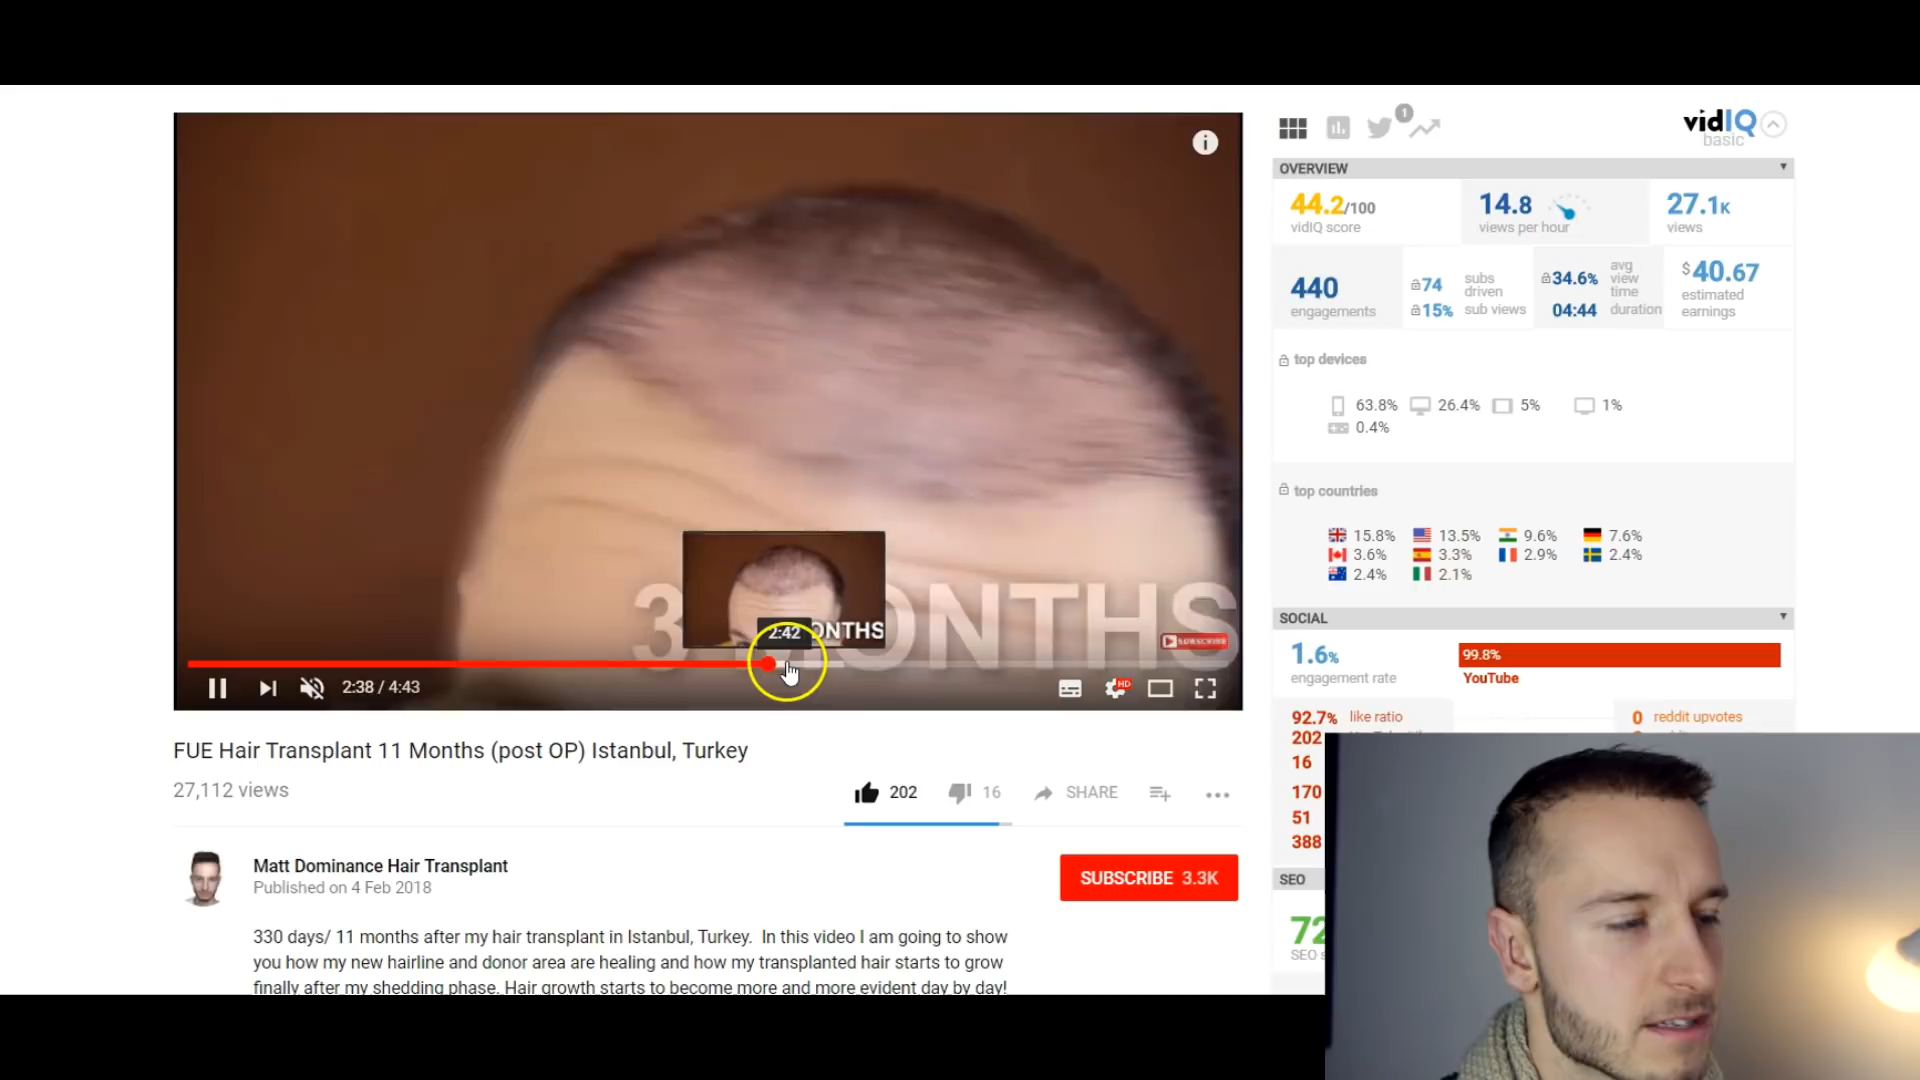 3 MONTHS
ONTHS
2:42
SUBSCRIBE
2:38 / 4:43
HD
FUE Hair Transplant 11 Months (post OP) Istanbul, Turkey
27,112 views
202
16
SHARE
Matt Dominance Hair Transplant
Published on 4 Feb 2018
SUBSCRIBE 3.3K
330 days/ 11 months after my hair transplant in Istanbul, Turkey. In this video I am going to show
you how my new hairline and donor area are healing and how my transplanted hair starts to grow
finally after my shedding phase. Hair growth starts to become more and more evident day by day!
1
vidIQ
basic
OVERVIEW
44.2/100
vidIQ score
14.8
views per hour
27.1K
views
440
engagements
74 subs driven
15% sub views
34.6% avg view time
04:44 duration
$40.67
estimated earnings
top devices
63.8% 26.4% 5% 1%
0.4%
top countries
15.8% 13.5% 9.6% 7.6%
3.6% 3.3% 2.9% 2.4%
2.4% 2.1%
SOCIAL
1.6%
engagement rate
99.8%
YouTube
92.7% like ratio
0 reddit upvotes
202
16
170
51
388
SEO
72
SEO